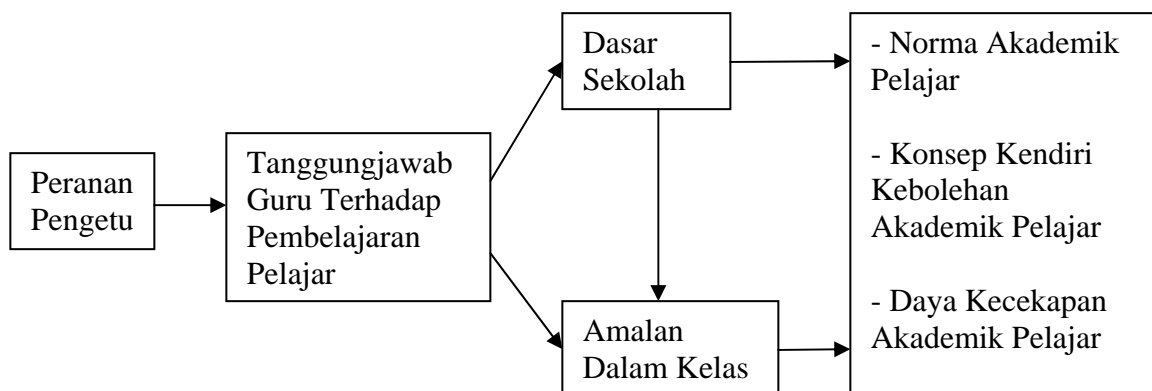 Peranan
Pengetu
Tanggungjawab
Guru Terhadap
Pembelajaran
Pelajar
Dasar
Sekolah
Amalan
Dalam Kelas
- Norma Akademik
Pelajar
- Konsep Kendiri
Kebolehan
Akademik Pelajar
- Daya Kecekapan
Akademik Pelajar